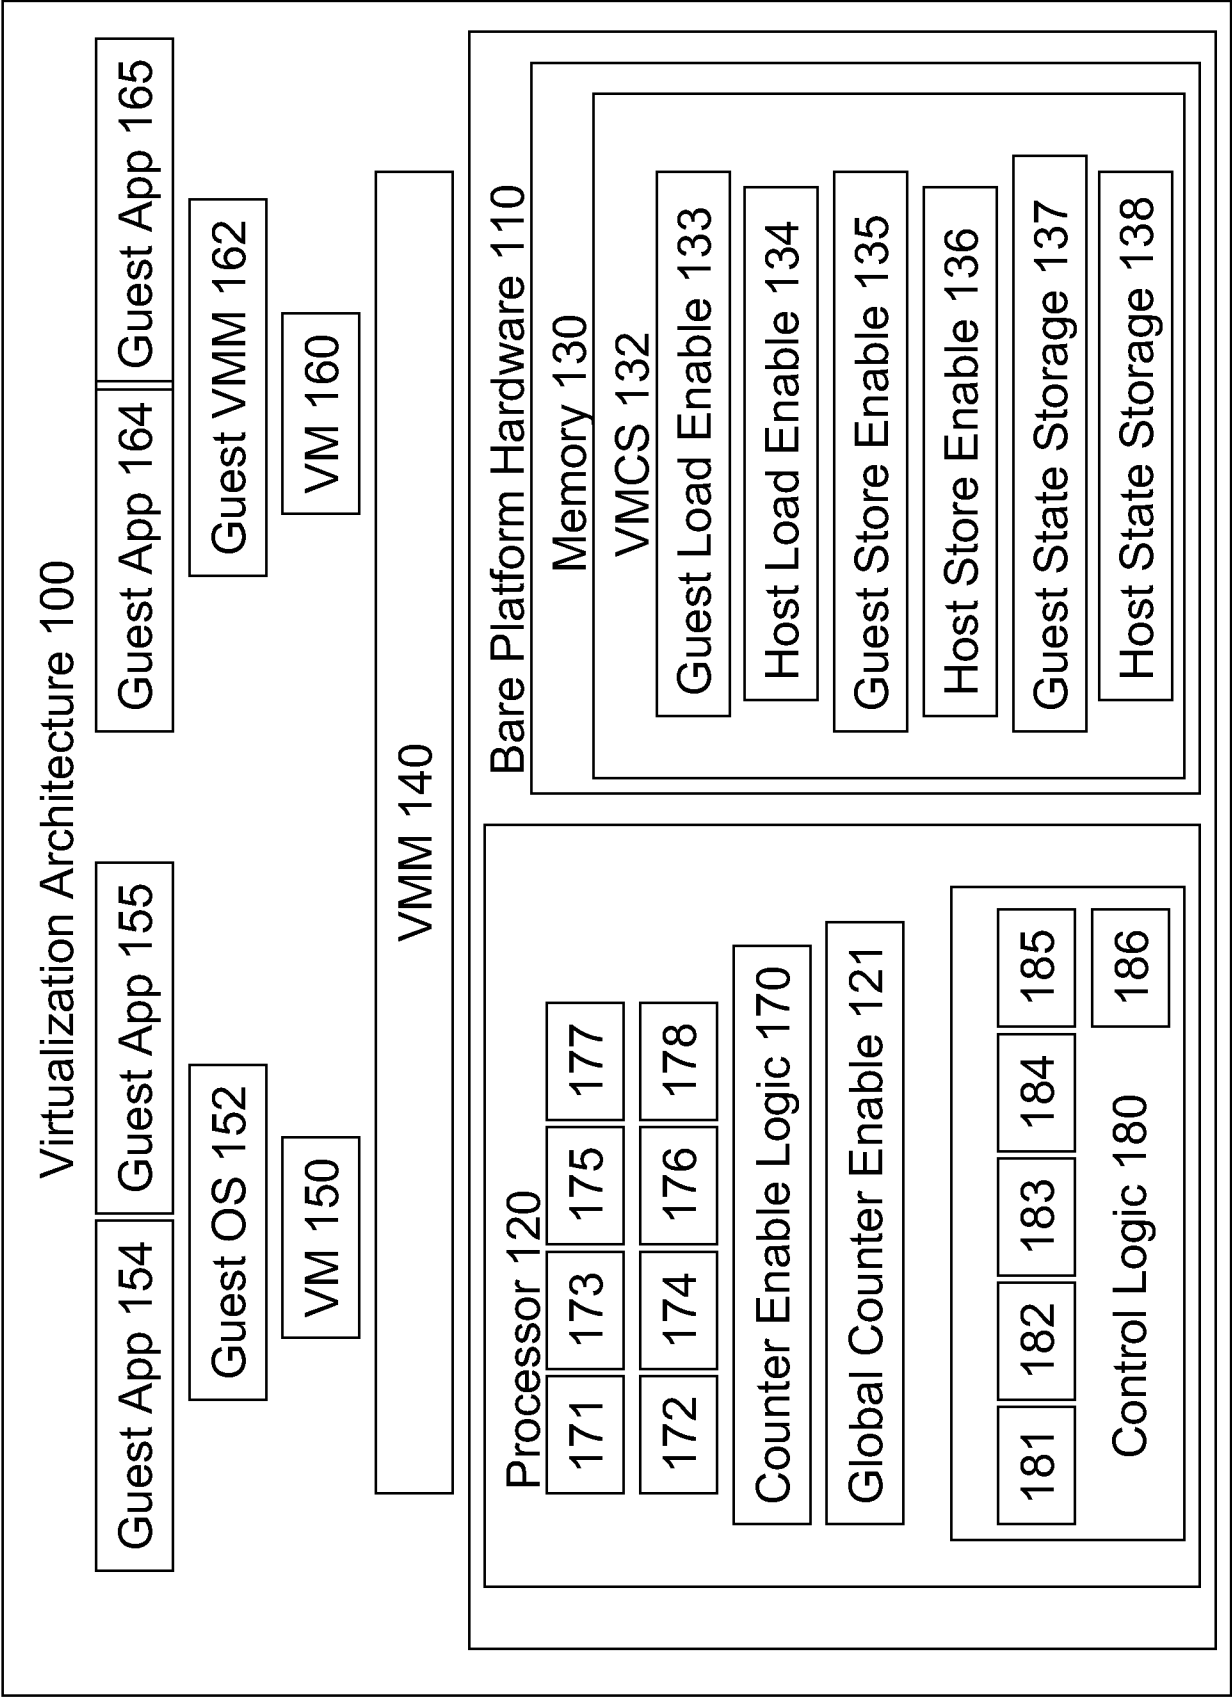 Virtualization Architecture 100
Guest App 154
Guest App 155
Guest App 164
Guest App 165
Guest OS 152
Guest VMM 162
VM 150
VM 160
VMM 140
Bare Platform Hardware 110
Processor 120
171
173
175
177
172
174
176
178
Counter Enable Logic 170
Global Counter Enable 121
181
182
183
184
185
Control Logic 180
186
Memory 130
VMCS 132
Guest Load Enable 133
Host Load Enable 134
Guest Store Enable 135
Host Store Enable 136
Guest State Storage 137
Host State Storage 138